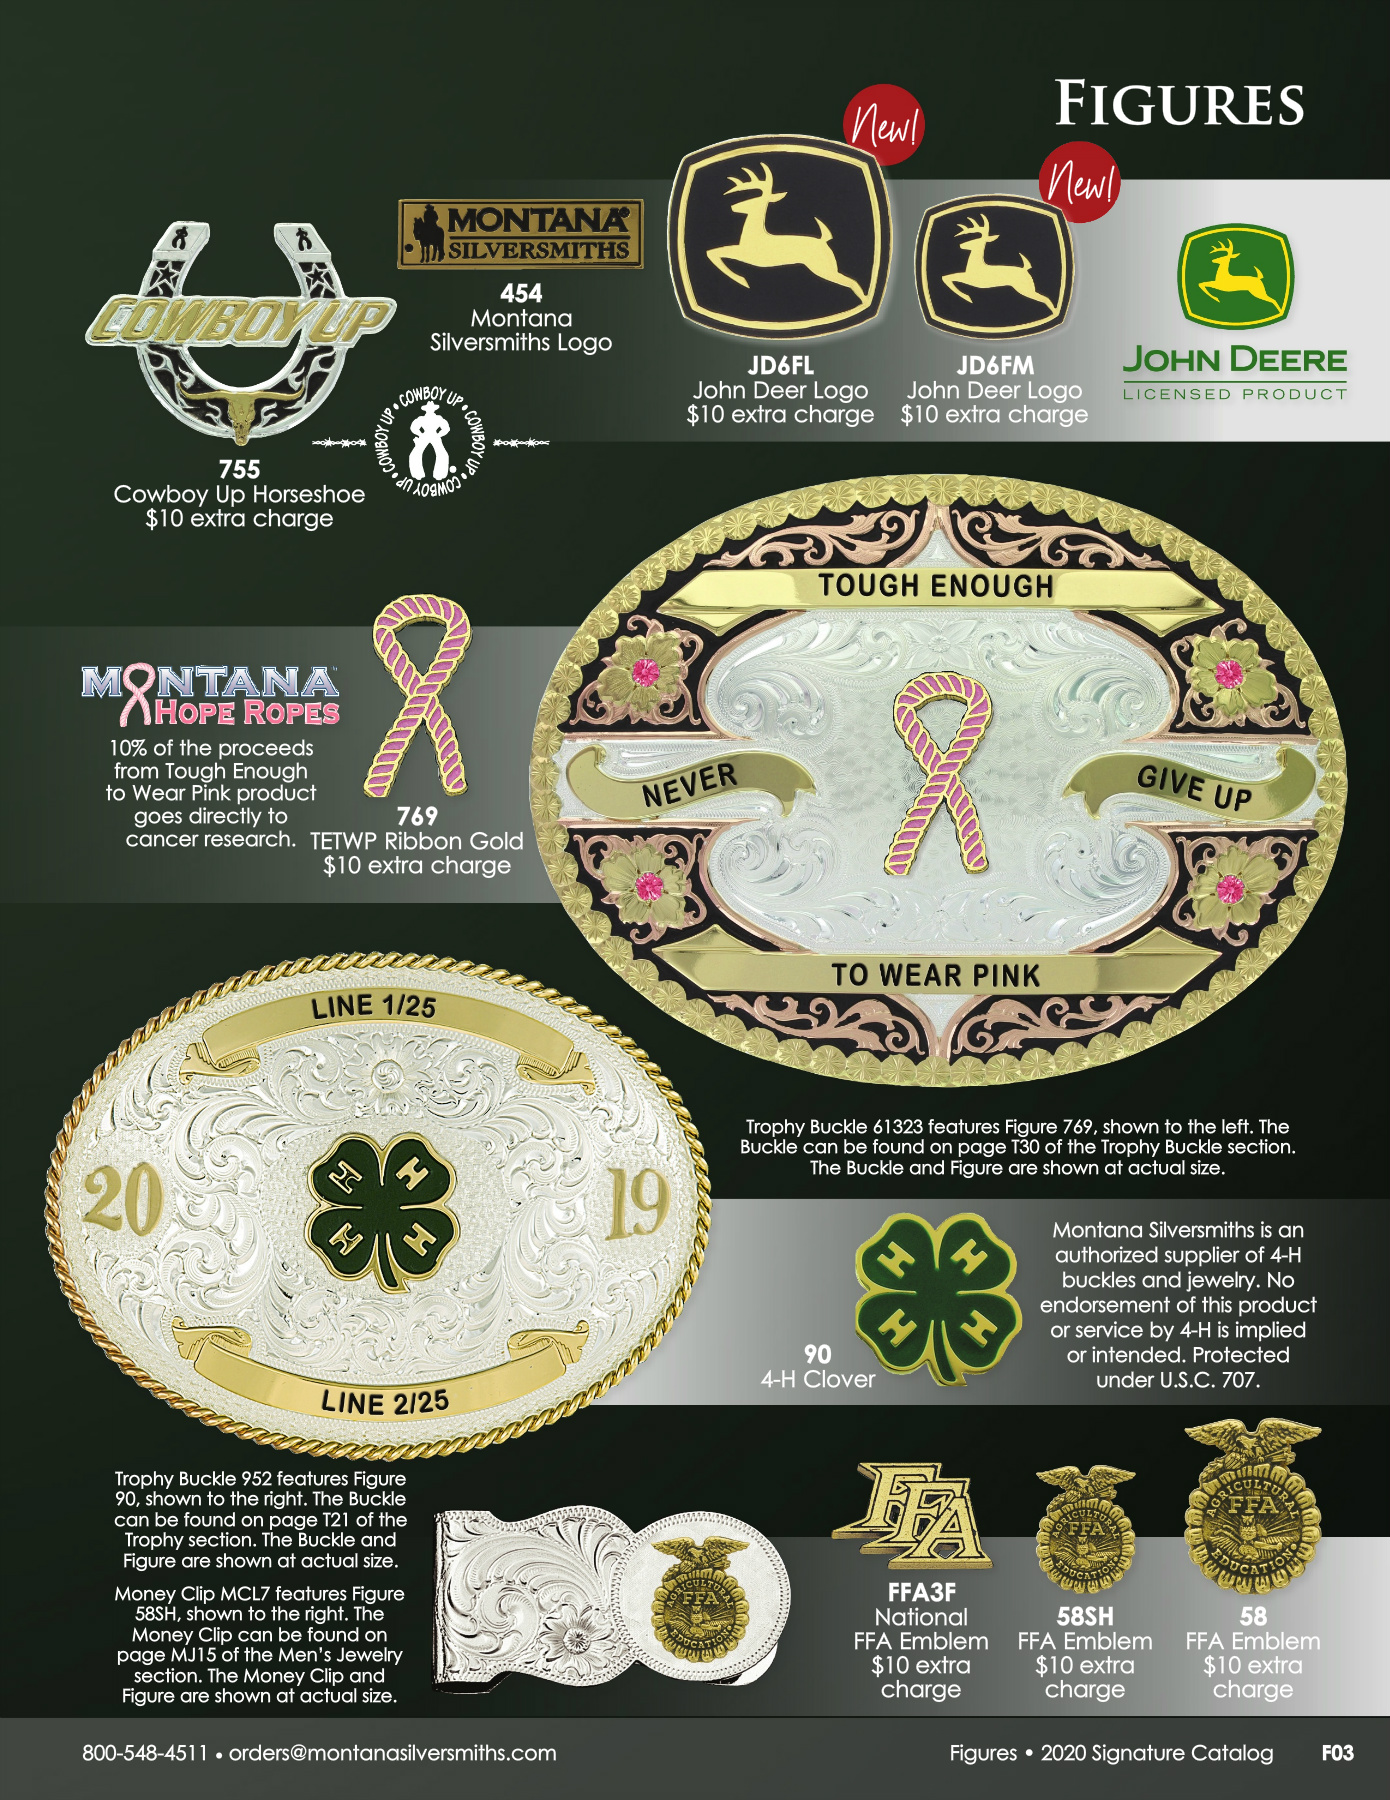 FIGURES
New!
New!
COWBOY UP
MONTANA®
SILVERSMITHS
454
Montana
Silversmiths Logo
JD6FL
John Deer Logo
$10 extra charge
JD6FM
John Deer Logo
$10 extra charge
JOHN DEERE
LICENSED PRODUCT
COWBOY UP • COWBOY UP • COWBOY UP • COWBOY UP •
755
Cowboy Up Horseshoe
$10 extra charge
MONTANA™
HOPE ROPES
10% of the proceeds
from Tough Enough
to Wear Pink product
goes directly to
cancer research.
769
TETWP Ribbon Gold
$10 extra charge
TOUGH ENOUGH
NEVER
GIVE UP
TO WEAR PINK
Trophy Buckle 61323 features Figure 769, shown to the left. The
Buckle can be found on page T30 of the Trophy Buckle section.
The Buckle and Figure are shown at actual size.
LINE 1/25
20
19
H H
H H
LINE 2/25
90
4-H Clover
H H
H H
Montana Silversmiths is an
authorized supplier of 4-H
buckles and jewelry. No
endorsement of this product
or service by 4-H is implied
or intended. Protected
under U.S.C. 707.
Trophy Buckle 952 features Figure
90, shown to the right. The Buckle
can be found on page T21 of the
Trophy section. The Buckle and
Figure are shown at actual size.
Money Clip MCL7 features Figure
58SH, shown to the right. The
Money Clip can be found on
page MJ15 of the Men's Jewelry
section. The Money Clip and
Figure are shown at actual size.
AGRICULTURAL
FFA
EDUCATION
FFA
FFA3F
National
FFA Emblem
$10 extra
charge
AGRICULTURAL
FFA
EDUCATION
58SH
FFA Emblem
$10 extra
charge
AGRICULTURAL
FFA
EDUCATION
58
FFA Emblem
$10 extra
charge
800-548-4511 • orders@montanasilversmiths.com
Figures • 2020 Signature Catalog F03